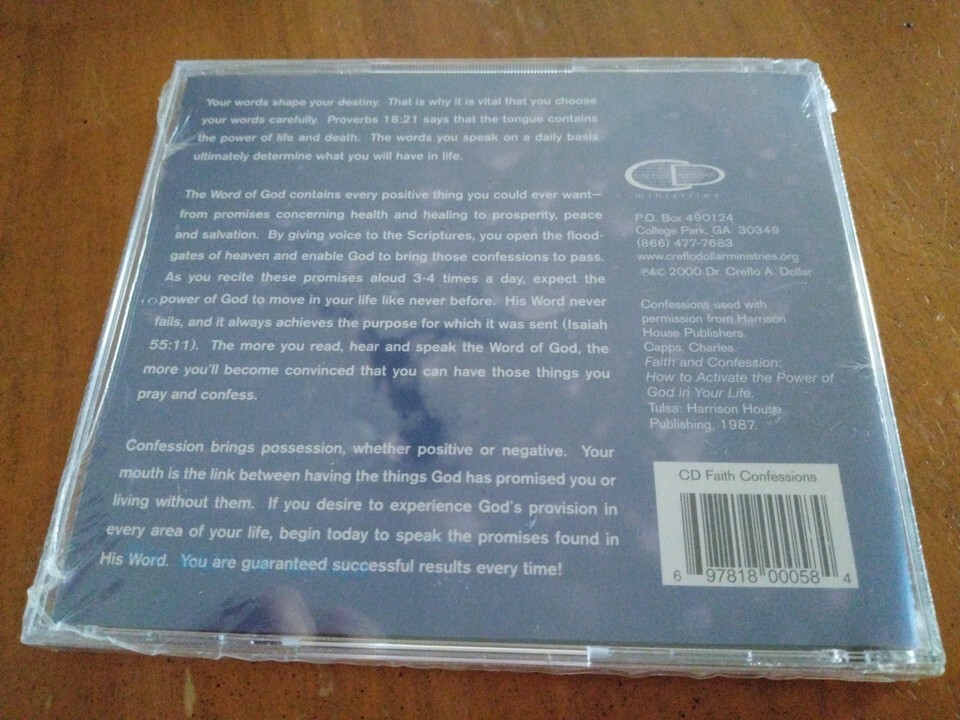 Your words shape your destiny. That is why it is vital that you choose
your words carefully. Proverbs 18:21 says that the tongue contains
the power of life and death. The words you speak on a daily basis
ultimately determine what you will have in life.
The Word of God contains every positive thing you could ever want—
from promises concerning health and healing to prosperity, peace
and salvation. By giving voice to the Scriptures, you open the flood-
gates of heaven and enable God to bring those confessions to pass.
As you recite these promises aloud 3-4 times a day, expect the
power of God to move in your life like never before. His Word never
fails, and it always achieves the purpose for which it was sent (Isaiah
55:11). The more you read, hear and speak the Word of God, the
more you'll become convinced that you can have those things you
pray and confess.
Confession brings possession, whether positive or negative. Your
mouth is the link between having the things God has promised you or
living without them. If you desire to experience God's provision in
every area of your life, begin today to speak the promises found in
His Word. You are guaranteed successful results every time!
ministries
P.O. Box 490124
College Park, GA 30349
(866) 477-7683
www.creflodollarministries.org
℗&© 2000 Dr. Creflo A. Dollar
Confessions used with
permission from Harrison
House Publishers.
Capps, Charles.
Faith and Confession:
How to Activate the Power of
God in Your Life.
Tulsa: Harrison House
Publishing, 1987.
CD Faith Confessions
6 97818 00058 4